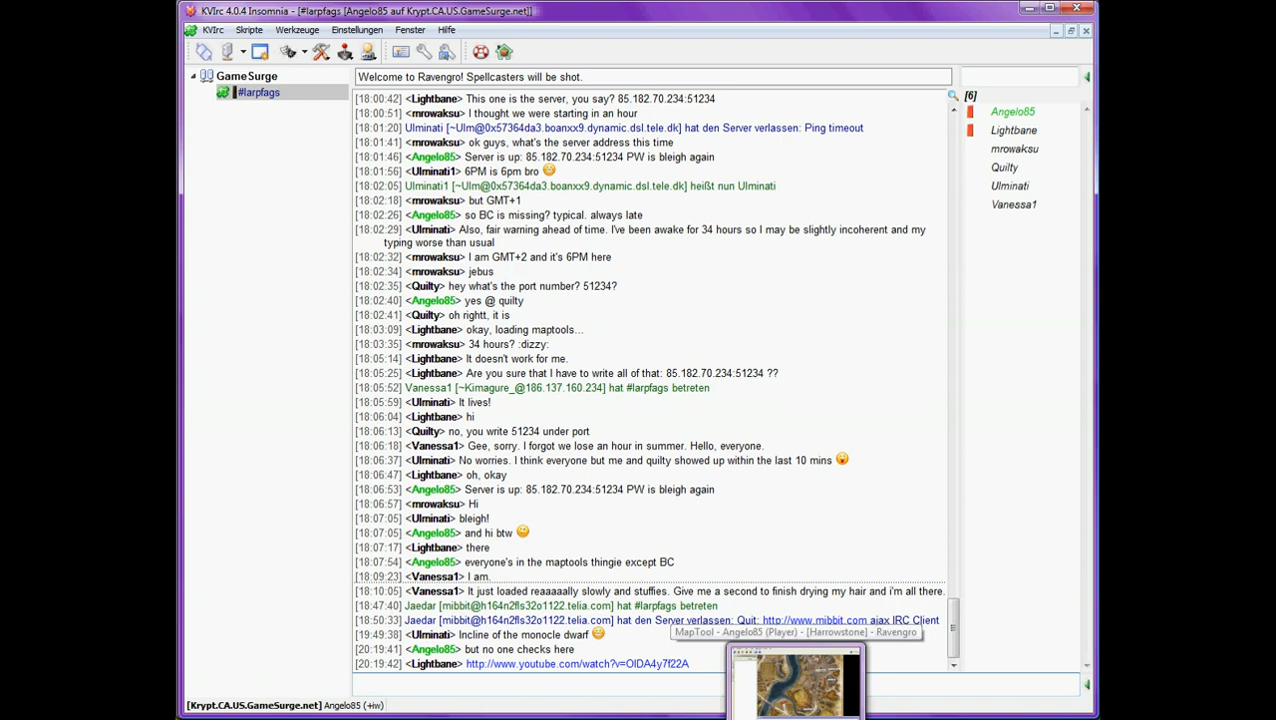 KVIrc 4.0.4 Insomnia - [#larpfags [Angelo85 auf Krypt.CA.US.GameSurge.net]]
KVIrc Skripte Werkzeuge Einstellungen Fenster Hilfe
GameSurge
#larpfags
Welcome to Ravengro! Spellcasters will be shot.
[18:00:42] <Lightbane> This one is the server, you say? 85.182.70.234:51234
[18:00:51] <mrowaksu> I thought we were starting in an hour
[18:01:20] Ulminati [~Ulm@0x57364da3.boanxx9.dynamic.dsl.tele.dk] hat den Server verlassen: Ping timeout
[18:01:41] <mrowaksu> ok guys, what's the server address this time
[18:01:46] <Angelo85> Server is up: 85.182.70.234:51234 PW is bleigh again
[18:01:56] <Ulminati1> 6PM is 6pm bro
[18:02:05] Ulminati1 [~Ulm@0x57364da3.boanxx9.dynamic.dsl.tele.dk] heißt nun Ulminati
[18:02:18] <mrowaksu> but GMT+1
[18:02:26] <Angelo85> so BC is missing? typical. always late
[18:02:29] <Ulminati> Also, fair warning ahead of time. I've been awake for 34 hours so I may be slightly incoherent and my
typing worse than usual
[18:02:32] <mrowaksu> I am GMT+2 and it's 6PM here
[18:02:34] <mrowaksu> jebus
[18:02:35] <Quilty> hey what's the port number? 51234?
[18:02:40] <Angelo85> yes @ quilty
[18:02:41] <Quilty> oh rightt, it is
[18:03:09] <Lightbane> okay, loading maptools...
[18:03:39] <mrowaksu> 34 hours? :dizzy:
[18:05:14] <Lightbane> It doesn't work for me.
[18:05:25] <Lightbane> Are you sure that I have to write all of that: 85.182.70.234:51234 ??
[18:05:52] Vanessa1 [~Kimagure_@186.137.160.234] hat #larpfags betreten
[18:05:59] <Ulminati> It lives!
[18:06:04] <Lightbane> hi
[18:06:13] <Quilty> no, you write 51234 under port
[18:06:18] <Vanessa1> Gee, sorry. I forgot we lose an hour in summer. Hello, everyone.
[18:06:37] <Ulminati> No worries. I think everyone but me and quilty showed up within the last 10 mins
[18:06:47] <Lightbane> oh, okay
[18:06:53] <Angelo85> Server is up: 85.182.70.234:51234 PW is bleigh again
[18:06:57] <mrowaksu> Hi
[18:07:05] <Ulminati> bleigh!
[18:07:05] <Angelo85> and hi btw
[18:07:17] <Lightbane> there
[18:07:54] <Angelo85> everyone's in the maptools thingie except BC
[18:09:23] <Vanessa1> I am.
[18:10:05] <Vanessa1> It just loaded reaaaaally slowly and stuffies. Give me a second to finish drying my hair and i'm all there.
[18:47:40] Jaedar [mibbit@h164n2fls32o1122.telia.com] hat #larpfags betreten
[18:50:33] Jaedar [mibbit@h164n2fls32o1122.telia.com] hat den Server verlassen: Quit: http://www.mibbit.com ajax IRC Client
[19:49:38] <Ulminati> Incline of the monocle dwarf
[20:19:41] <Angelo85> but no one checks here
[20:19:42] <Lightbane> http://www.youtube.com/watch?v=OIDA4y7f22A
[6]
Angelo85
Lightbane
mrowaksu
Quilty
Ulminati
Vanessa1
MapTool - Angelo85 (Player) - [Harrowstone] - Ravengro
[Krypt.CA.US.GameSurge.net] Angelo85 (+iw)